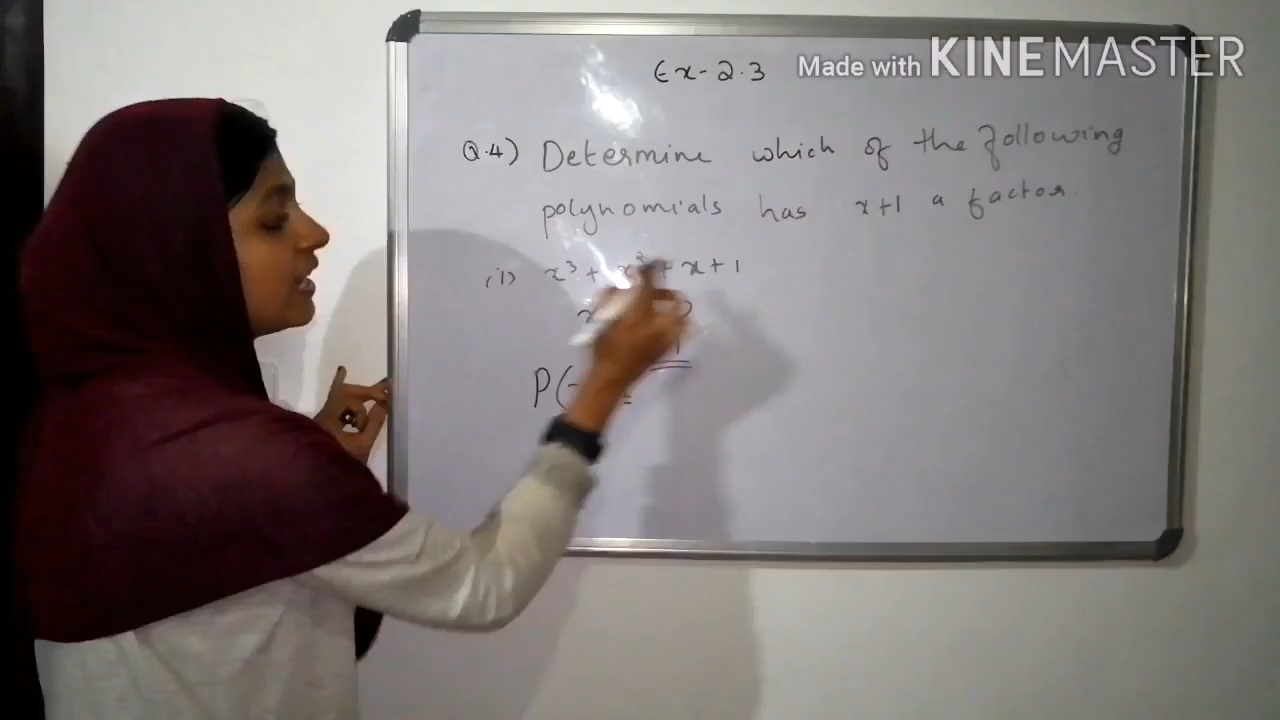 Made with KINEMASTER
Ex-2.3
Q.4) Determine which of the following
polynomials has x+1 a factor.
(i) x³ + x² + x + 1
x
P(- =